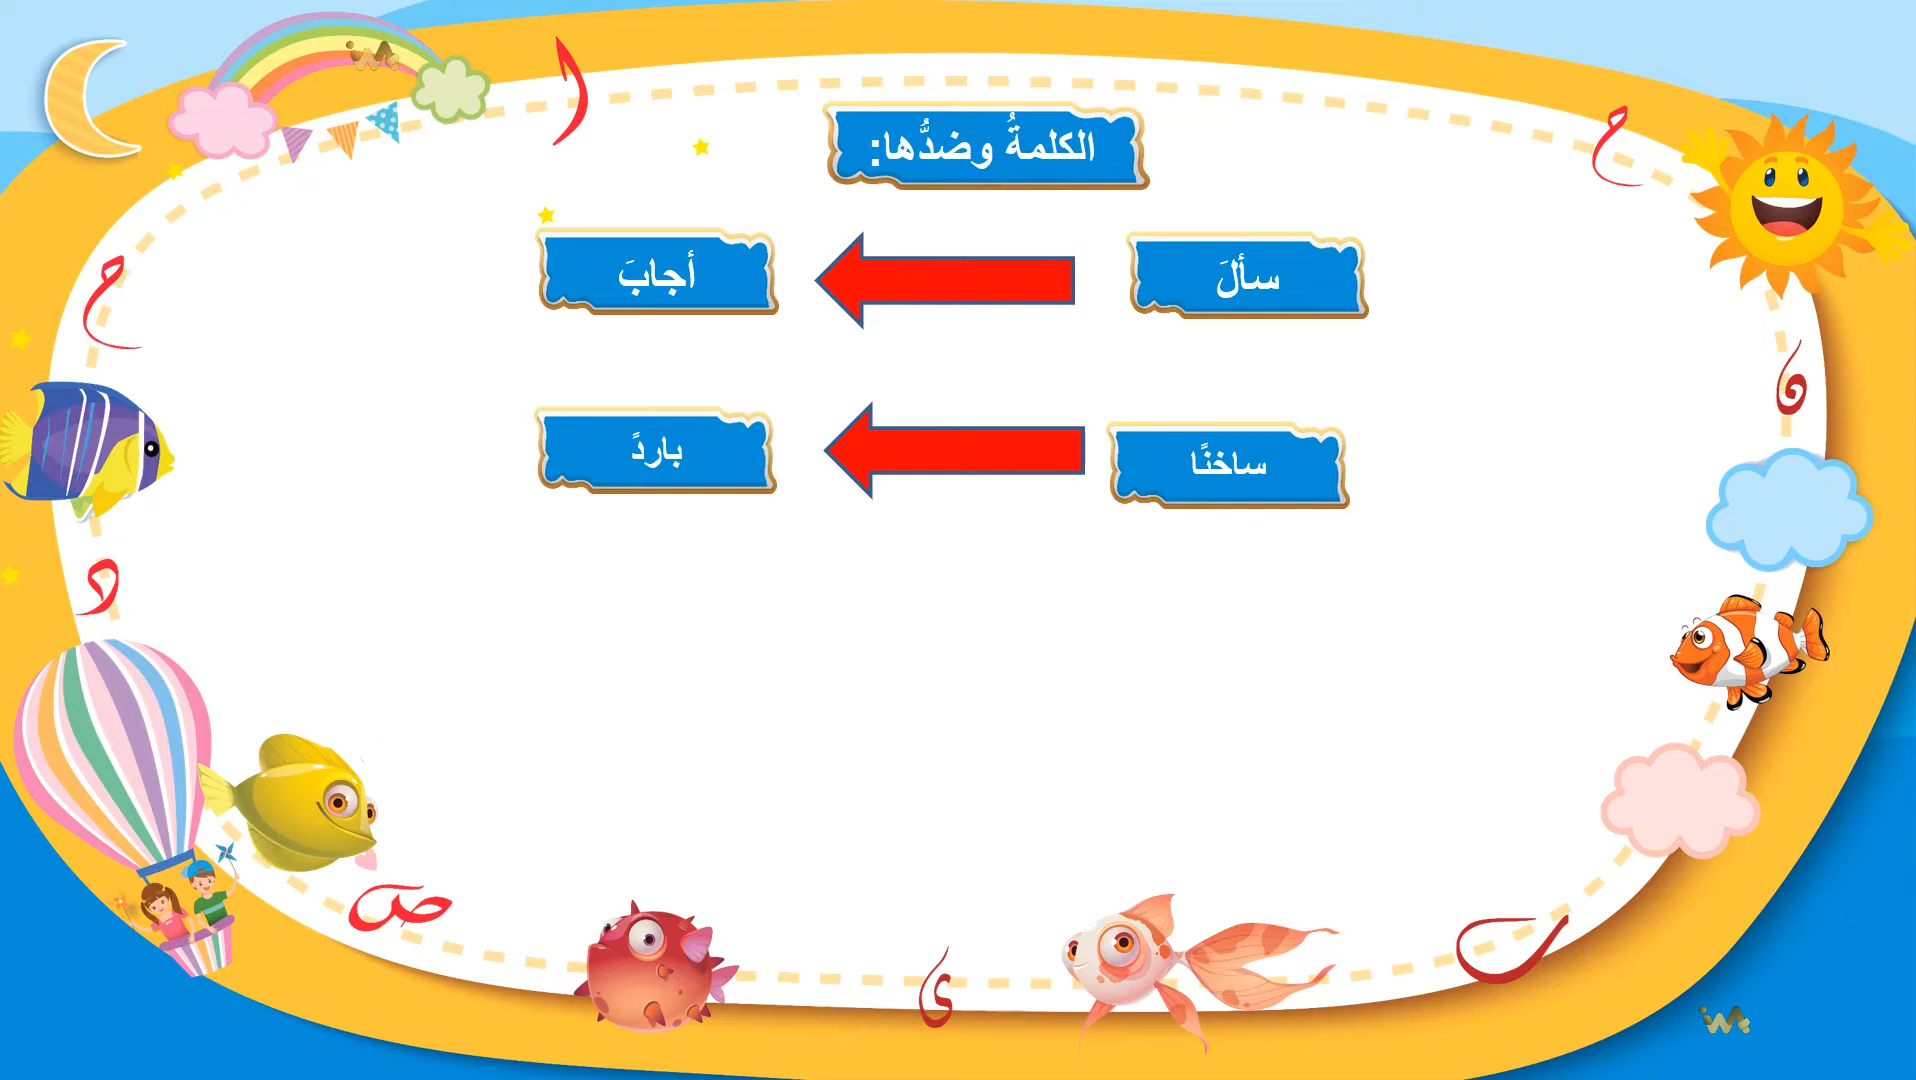 الكلمةُ وضدُّها:
سألَ
أجابَ
ساخنًا
باردً